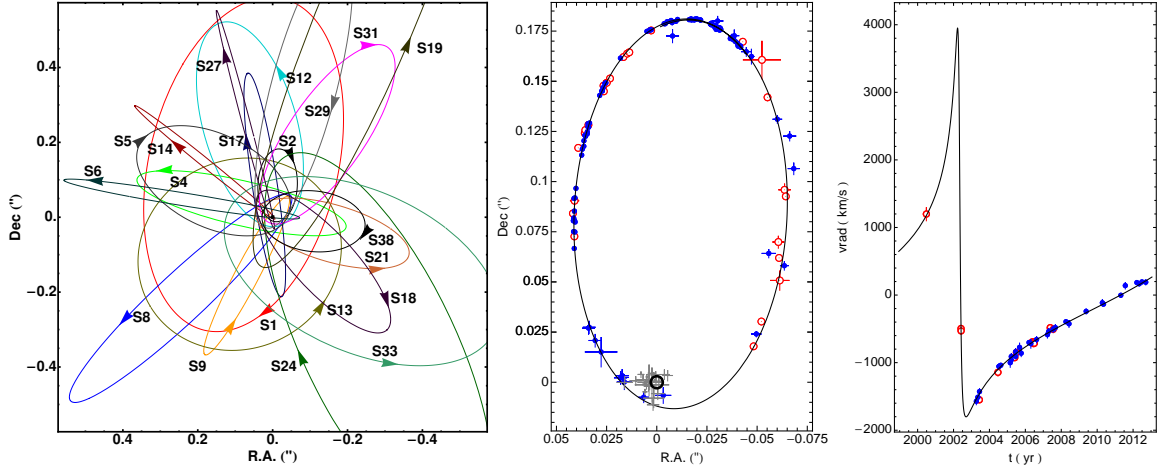 S31
S19
S27
S12
S29
S5
S14
S17
S2
S6
S4
S38
S21
S18
S8
S13
S1
S9
S33
S24
0.4
0.2
0.
−0.2
−0.4
Dec (")
0.4
0.2
0.
−0.2
−0.4
R.A. (")
0.175
0.15
0.125
0.1
0.075
0.05
0.025
0
Dec (")
0.05
0.025
0
−0.025
−0.05
−0.075
R.A. (")
4000
3000
2000
1000
0
−1000
−2000
vrad ( km/s)
2000
2002
2004
2006
2008
2010
2012
t ( yr)